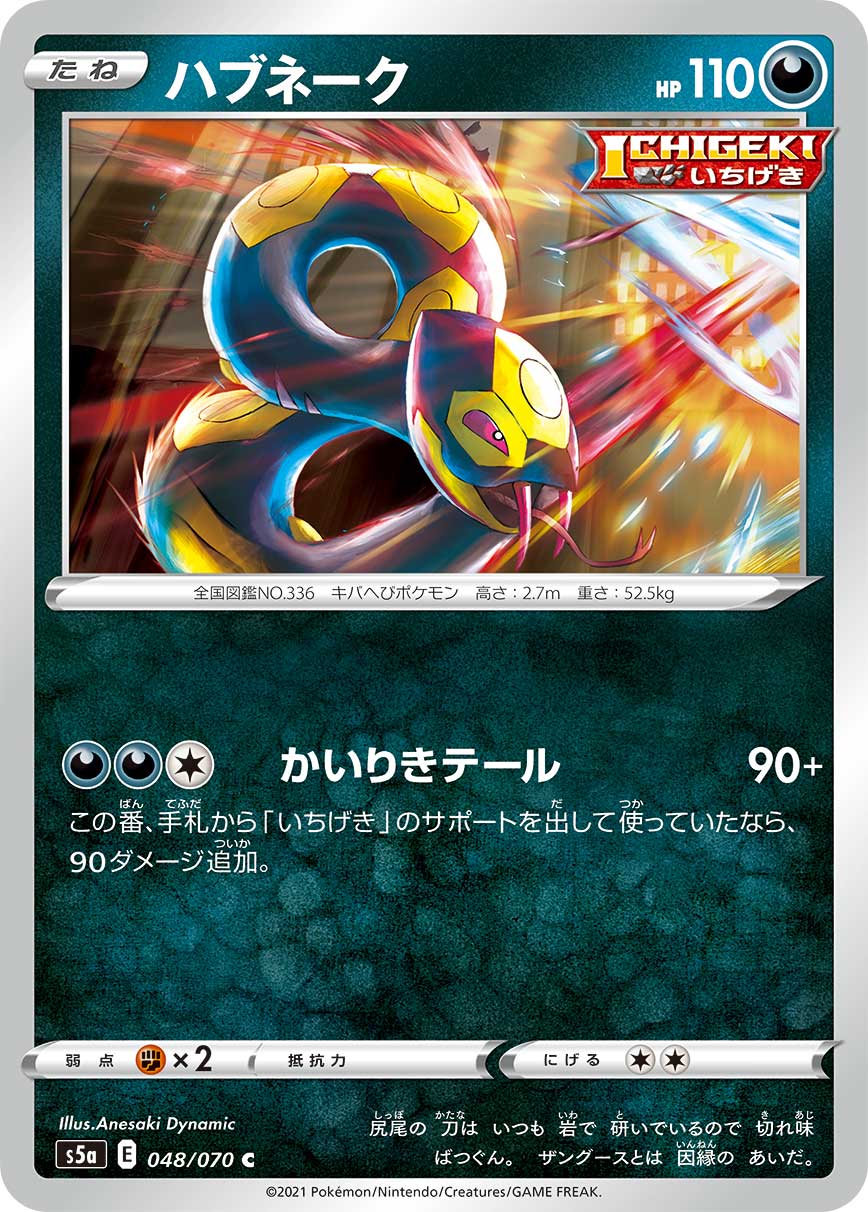 たね
ハブネーク
HP 110
ICHIGEKI
いちげき
全国図鑑NO.336 キバへびポケモン 高さ：2.7m 重さ：52.5kg
かいりきテール 90+
この番、手札から「いちげき」のサポートを出して使っていたなら、
90ダメージ追加。
弱点 ×2 抵抗力 にげる
Illus.Anesaki Dynamic
尻尾の 刀は いつも 岩で 研いでいるので 切れ味
ばつぐん。 ザングースとは 因縁の あいだ。
s5a E 048/070 C
©2021 Pokémon/Nintendo/Creatures/GAME FREAK.